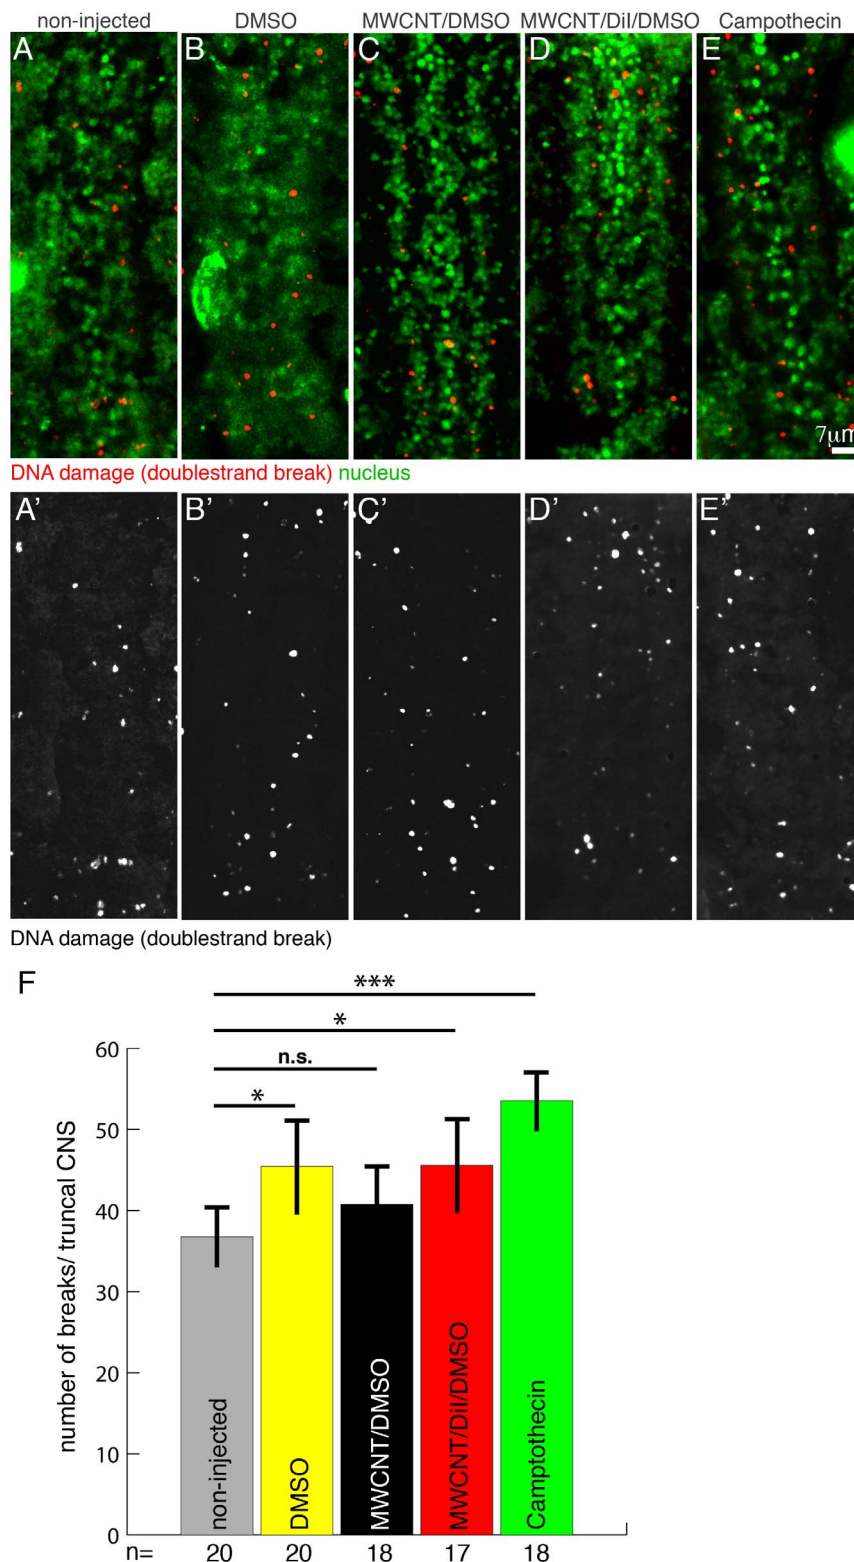 non-injected DMSO MWCNT/DMSO MWCNT/DiI/DMSO Campothecin
A B C D E
7µm
DNA damage (doublestrand break) nucleus
A’ B’ C’ D’ E’
DNA damage (doublestrand break)
F
***
*
n.s.
*
60
50
40
30
20
10
0
number of breaks/ truncal CNS
non-injected
DMSO
MWCNT/DMSO
MWCNT/DiI/DMSO
Camptothecin
n= 20 20 18 17 18